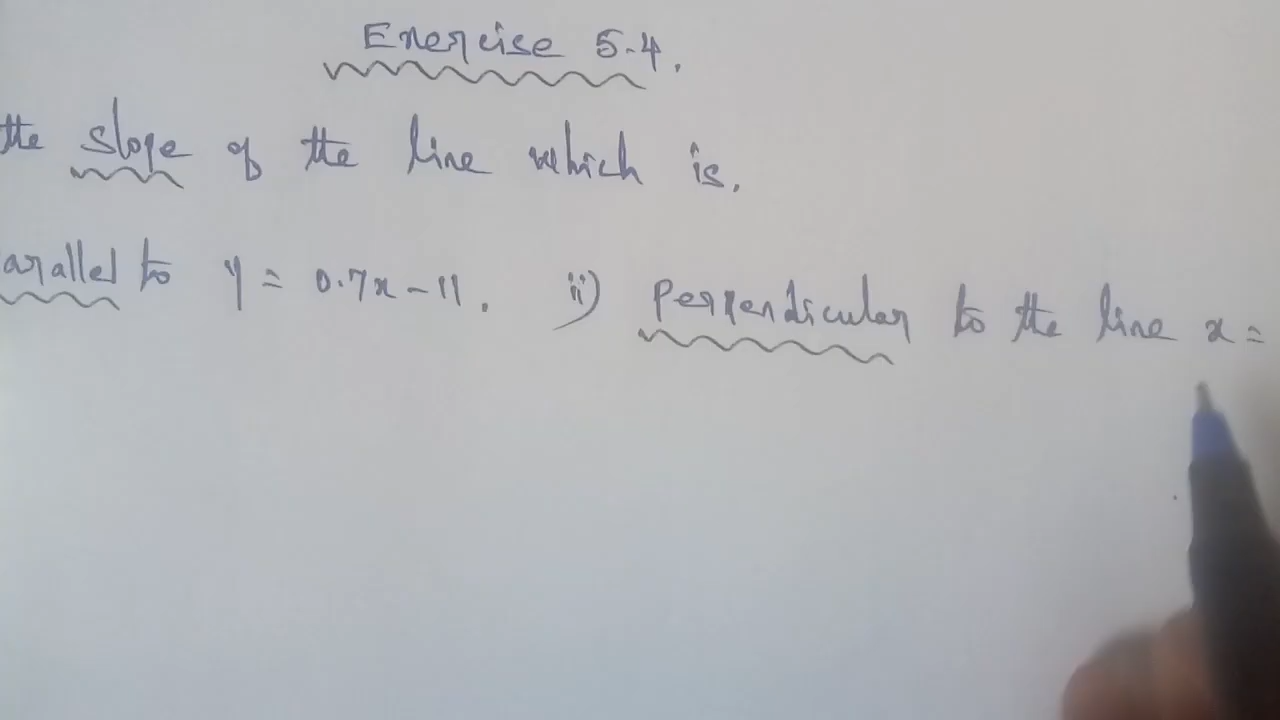 Exercise 5.4.
the slope of the line which is.
arallel to y = 0.7x - 11. ii) Perpendicular to the line x =